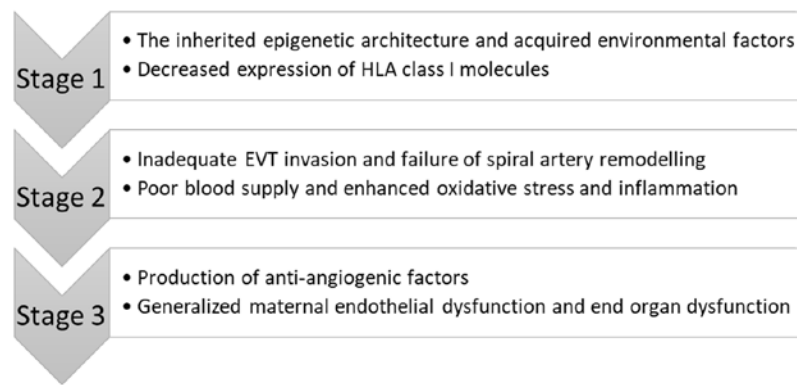 Stage 1
• The inherited epigenetic architecture and acquired environmental factors
• Decreased expression of HLA class I molecules
Stage 2
• Inadequate EVT invasion and failure of spiral artery remodelling
• Poor blood supply and enhanced oxidative stress and inflammation
Stage 3
• Production of anti-angiogenic factors
• Generalized maternal endothelial dysfunction and end organ dysfunction